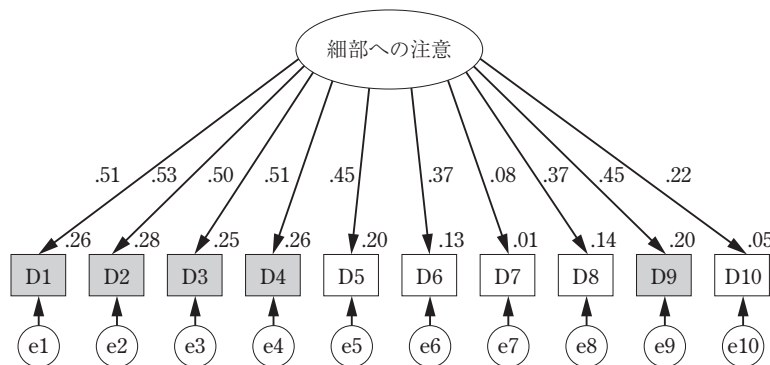 細部への注意
.51 .53 .50 .51 .45 .37 .08 .37 .45 .22
.26 .28 .25 .26 .20 .13 .01 .14 .20 .05
D1 D2 D3 D4 D5 D6 D7 D8 D9 D10
e1 e2 e3 e4 e5 e6 e7 e8 e9 e10